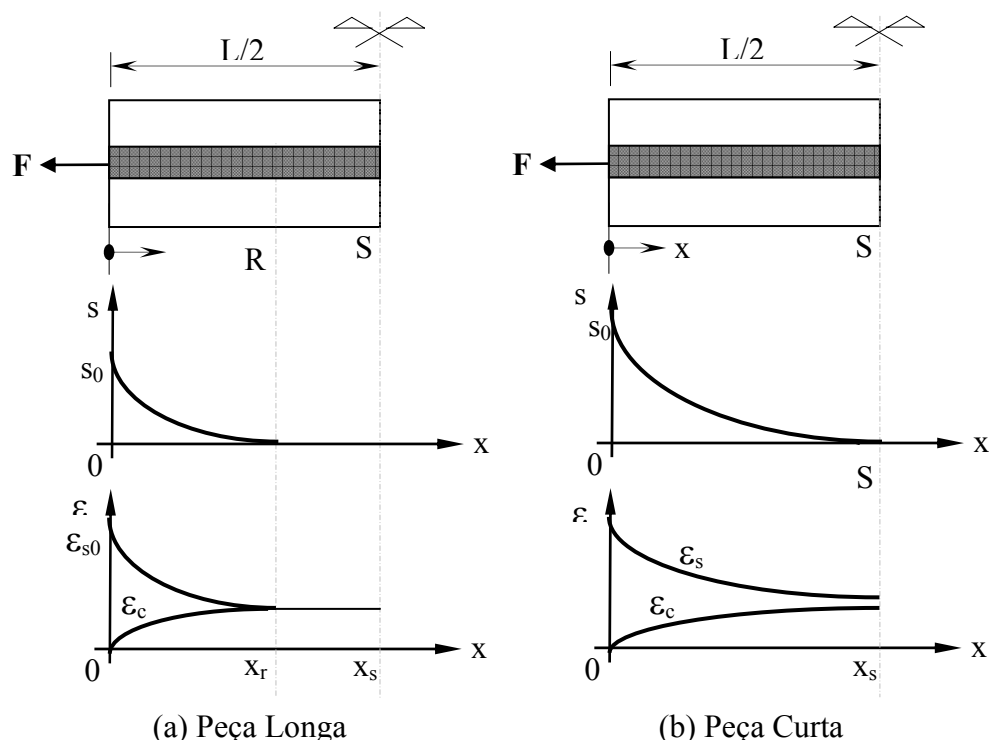 L/2
F
R
S
s
s0
0
x
ε
εs0
εc
0
xr
xs
x
(a) Peça Longa
L/2
F
x
S
s
s0
0
x
S
ε
εs
εc
0
xs
x
(b) Peça Curta